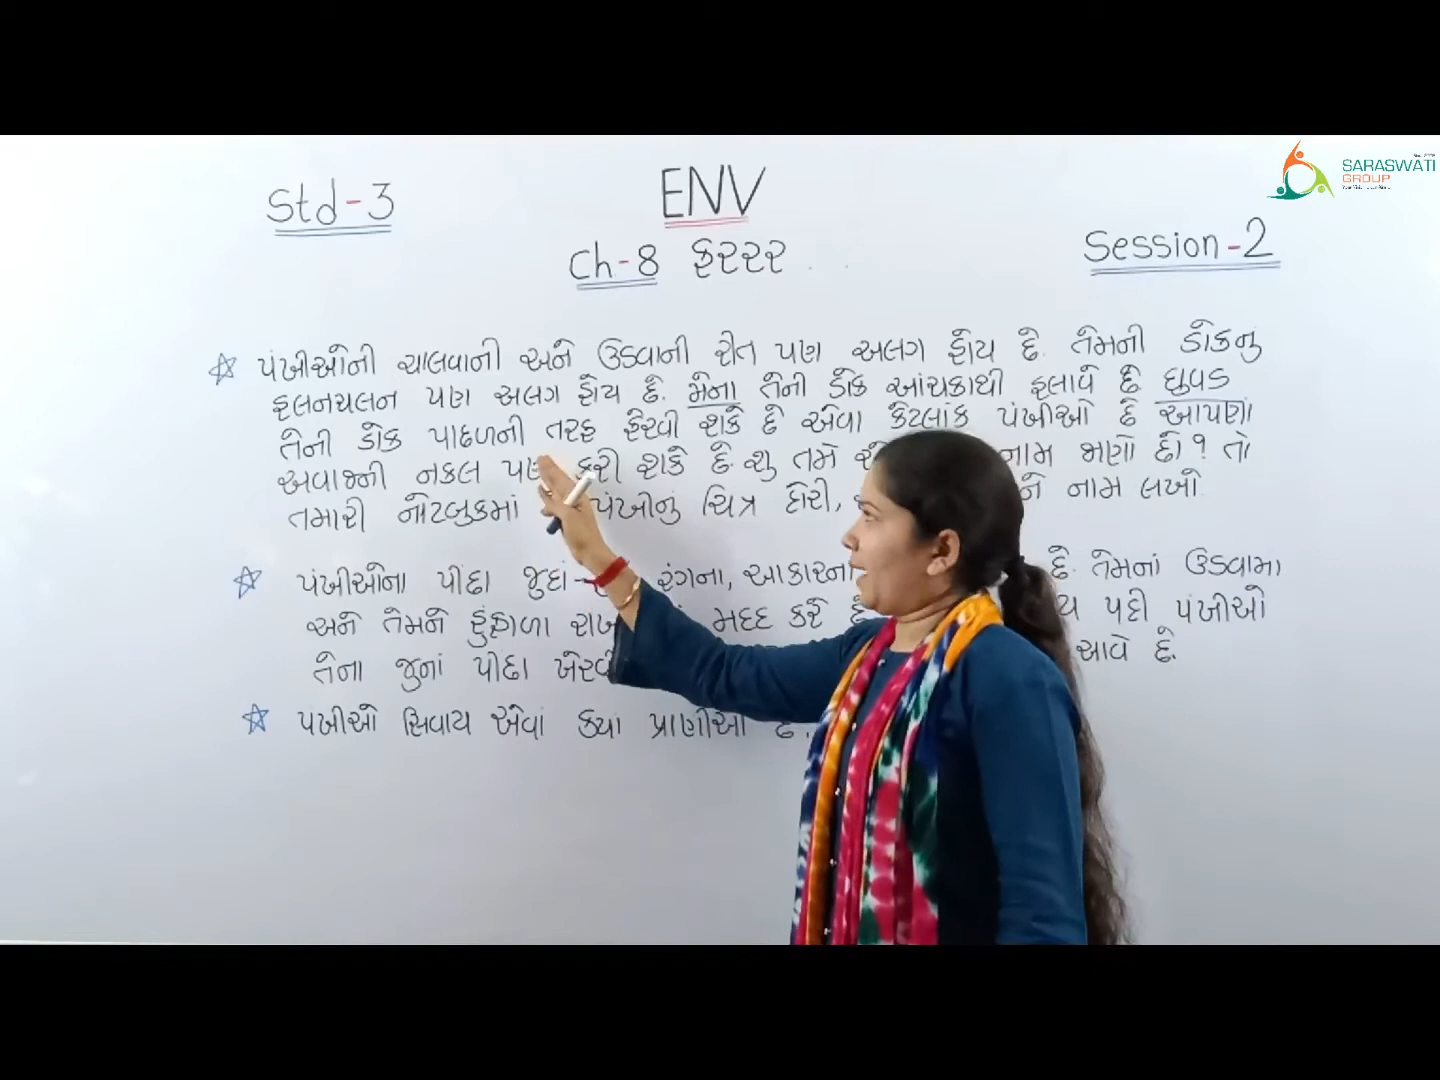 SARASWATI
GROUP
Std-3
ENV
Session-2
Ch-8 ફરરર
પંખીઓની ચાલવાની અને ઉડવાની રીત પણ અલગ હોય છે. તેમની ડોકનુ
હલનચલન પણ અલગ હોય છે. મેના તેની ડોક આંચકાથી હલાવે છે ઘુવડ
તેની ડોક પાછળની તરફ ફેરવી શકે છે એવા કેટલાંક પંખીઓ છે આપણાં
અવાજની નકલ પણ કરી શકે છે. શુ તમે નામ જાણો છો? તો
તમારી નોટબુકમાં પંખીનું ચિત્ર દોરી, ને નામ લખો
પંખીઓના પીંછા જુદાં- રંગના, આકારના છે. તેમનાં ઉડવામા
અને તેમને હુંફાળા મદદ કરે છે પછી પંખીઓ
તેના જુનાં પીંછા આવે છે.
પંખીઓ સિવાય એવાં કયાં પ્રાણીઓ છે.